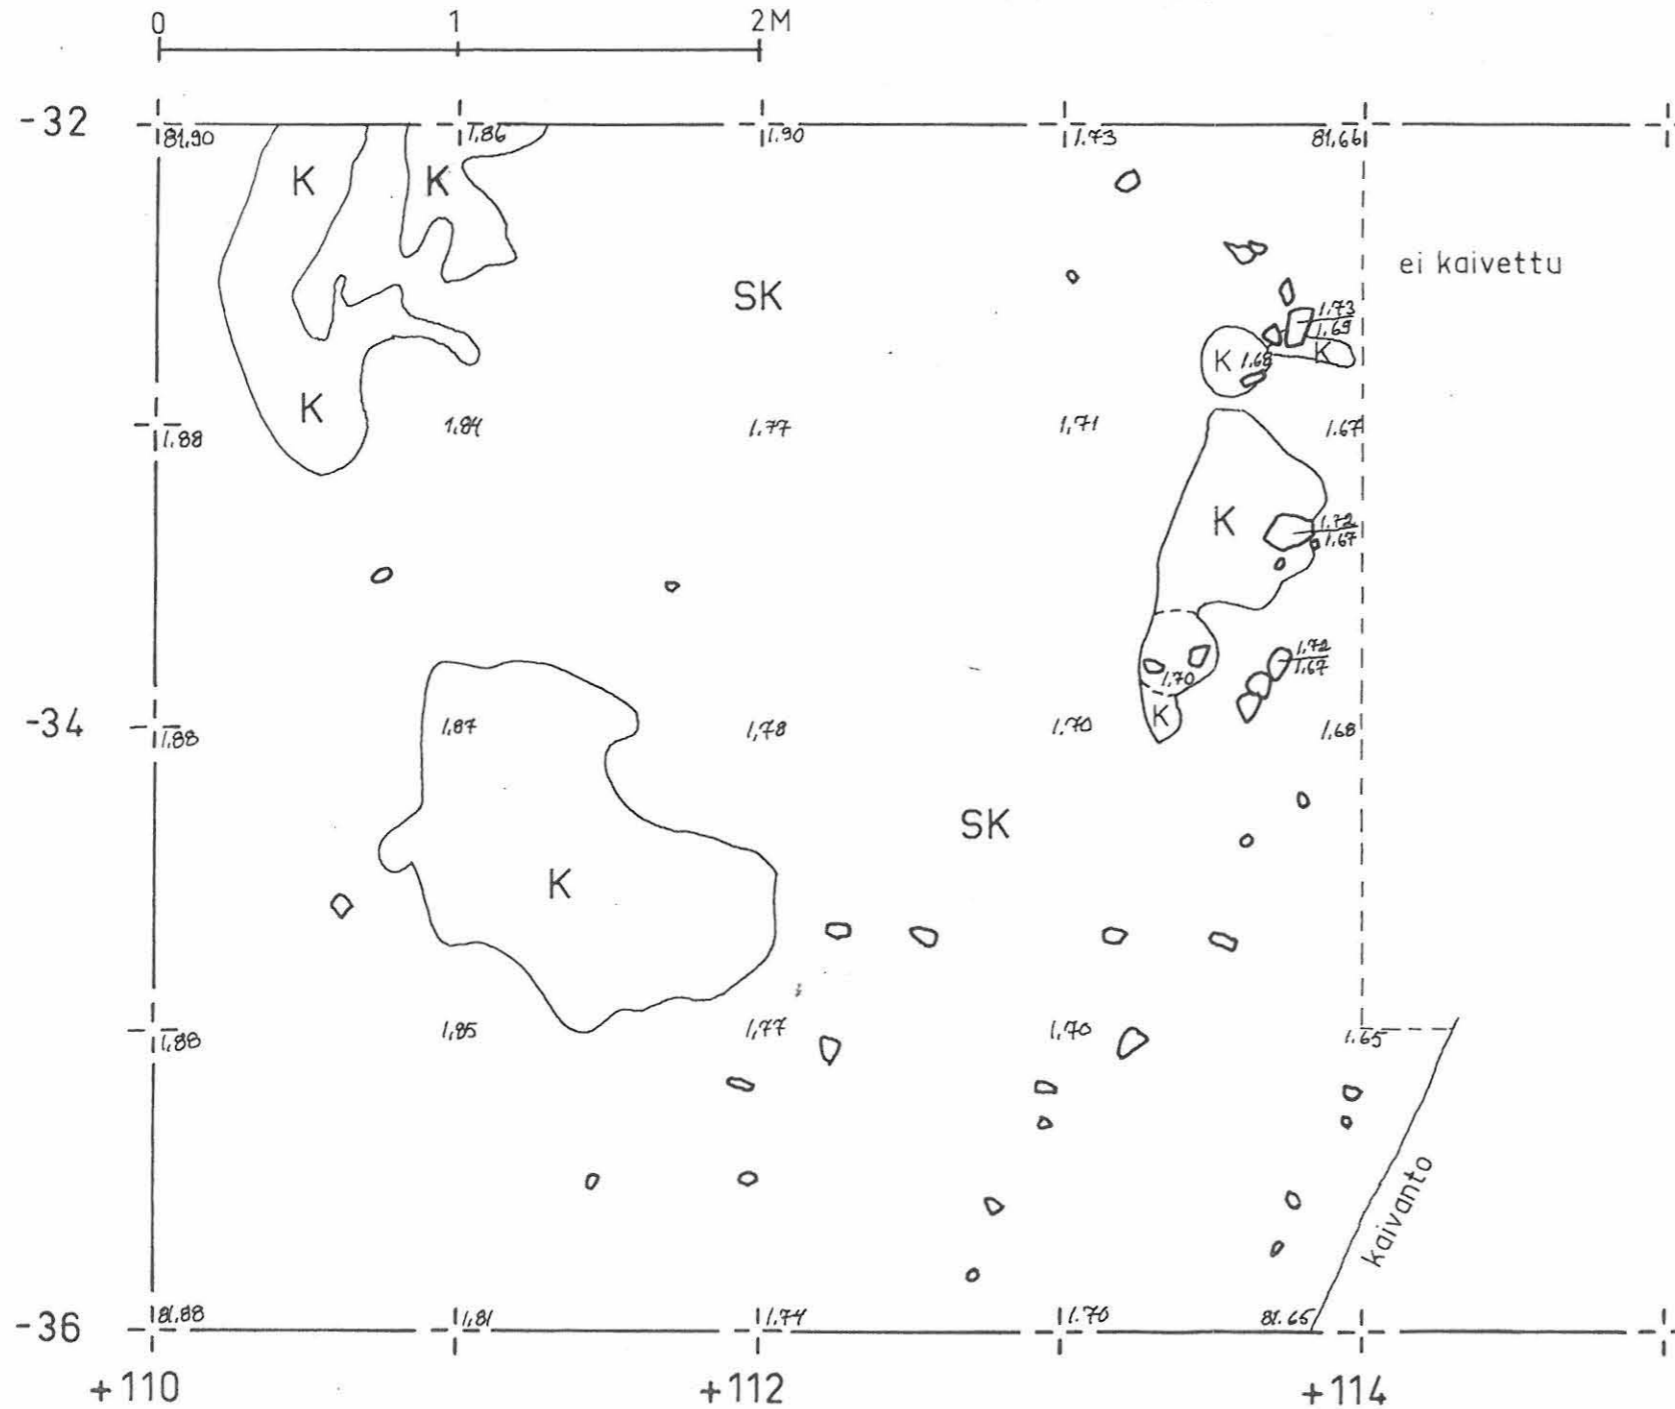 0 1 2M
-32
81,90 1,86 1.90 1.73 81,66
K K
ei kaivettu
SK
1,73
1,69
K 1.68 K
K
1,88 1,84 1.77 1,71 1.67
K
1,72
1,67
1,72
1,67
1,70
K
-34
1,88 1,87 1,78 1.70 1,68
SK
K
1,88 1,85 1,77 1,70 1.65
kaivanto
-36
81,88 1,81 1.74 1.70 81.65
+110 +112 +114